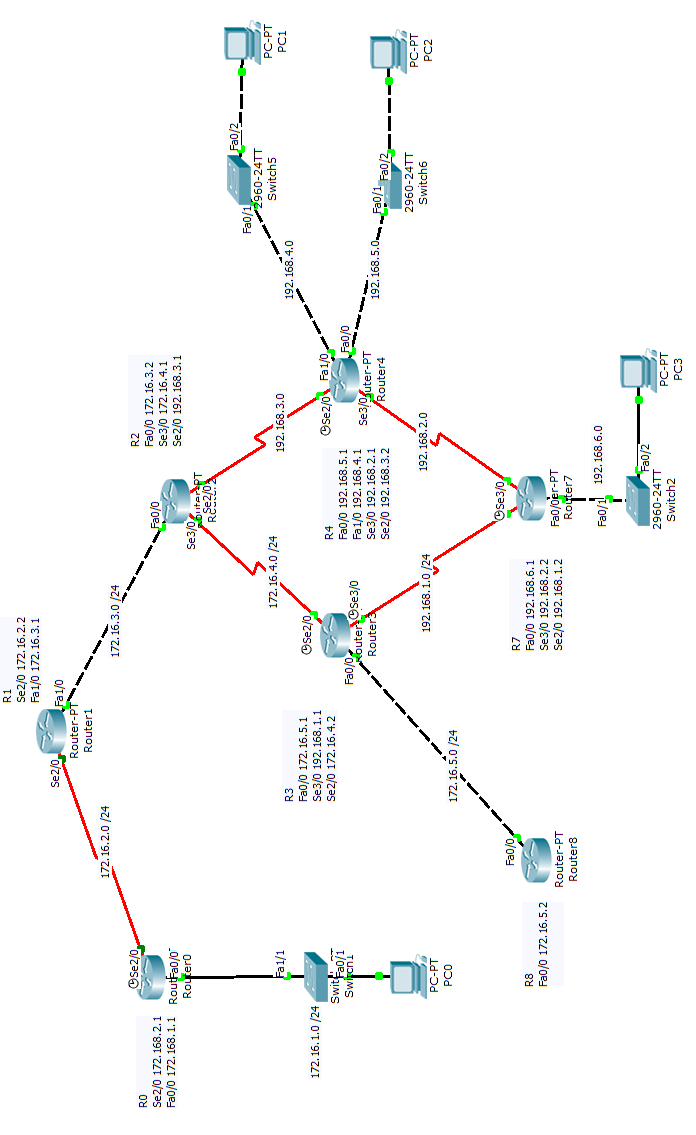 PC-PT
PC1
Fa0/2
2960-24TT
Switch5
Fa0/1
PC-PT
PC2
Fa0/2
Fa0/1
2960-24TT
Switch6
192.168.4.0
192.168.5.0
Fa1/0
Fa0/0
Router4
Se2/0
Se3/0
R2
Fa0/0 172.16.3.2
Se3/0 172.16.4.1
Se2/0 192.168.3.1
192.168.3.0
192.168.2.0
R4
Fa0/0 192.168.5.1
Fa1/0 192.168.4.1
Se3/0 192.168.2.1
Se2/0 192.168.3.2
PC-PT
PC3
192.168.6.0
Fa0/2
2960-24TT
Switch2
Fa0/1
Se3/0
Fa0/0
Router7
Fa0/0
Se2/0
Se3/0
172.16.4.0 /24
192.168.1.0 /24
R7
Fa0/0 192.168.6.1
Se3/0 192.168.2.2
Se2/0 192.168.1.2
Se3/0
Se2/0
Router3
Fa0/0
172.16.3.0 /24
R1
Se2/0 172.16.2.2
Fa1/0 172.16.3.1
Fa1/0
Router-PT
Router1
Se2/0
R3
Fa0/0 172.16.5.1
Se3/0 192.168.1.1
Se2/0 172.16.4.2
172.16.5.0 /24
172.16.2.0 /24
Fa0/0
Router-PT
Router8
R8
Fa0/0 172.16.5.2
Se2/0
Fa0/0
Router0
Fa1/1
Fa0/1
Switch1
PC-PT
PC0
172.16.1.0 /24
R0
Se2/0 172.168.2.1
Fa0/0 172.168.1.1